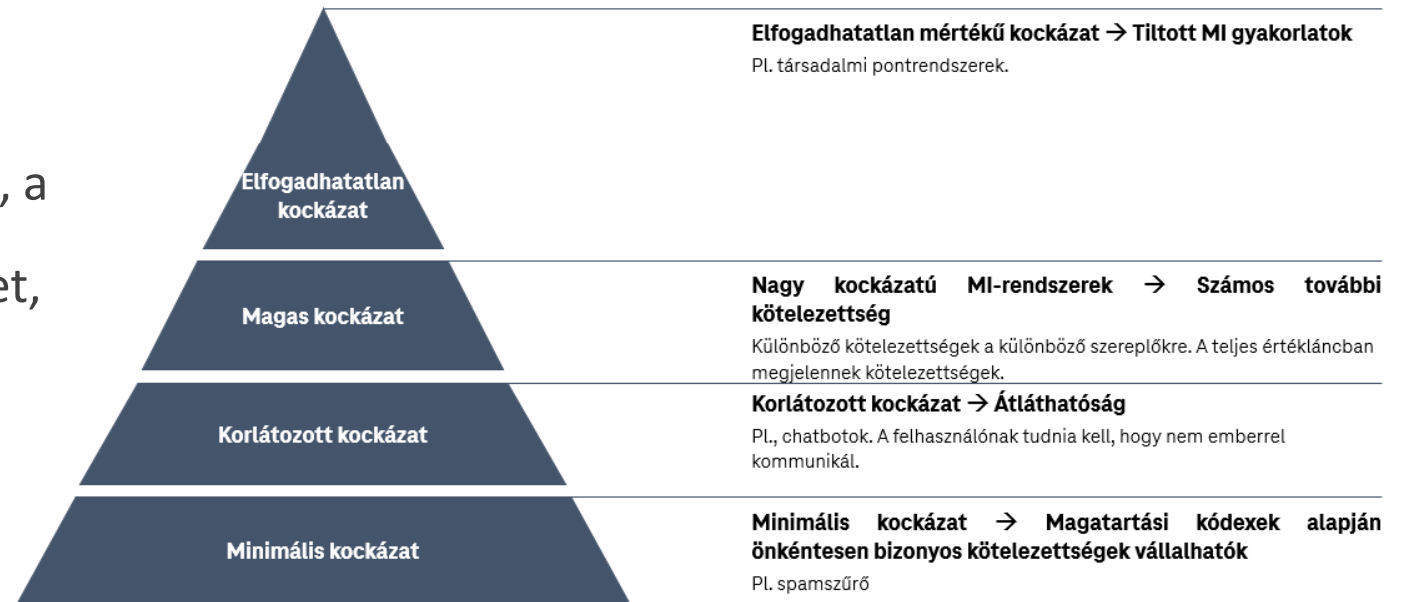 , a
et,
Elfogadhatatlan
kockázat
Magas kockázat
Korlátozott kockázat
Minimális kockázat
Elfogadhatatlan mértékű kockázat → Tiltott MI gyakorlatok
Pl. társadalmi pontrendszerek.
Nagy kockázatú MI-rendszerek → Számos további
kötelezettség
Különböző kötelezettségek a különböző szereplőkre. A teljes értékláncban
megjelennek kötelezettségek.
Korlátozott kockázat → Átláthatóság
Pl., chatbotok. A felhasználónak tudnia kell, hogy nem emberrel
kommunikál.
Minimális kockázat → Magatartási kódexek alapján
önkéntesen bizonyos kötelezettségek vállalhatók
Pl. spamszűrő